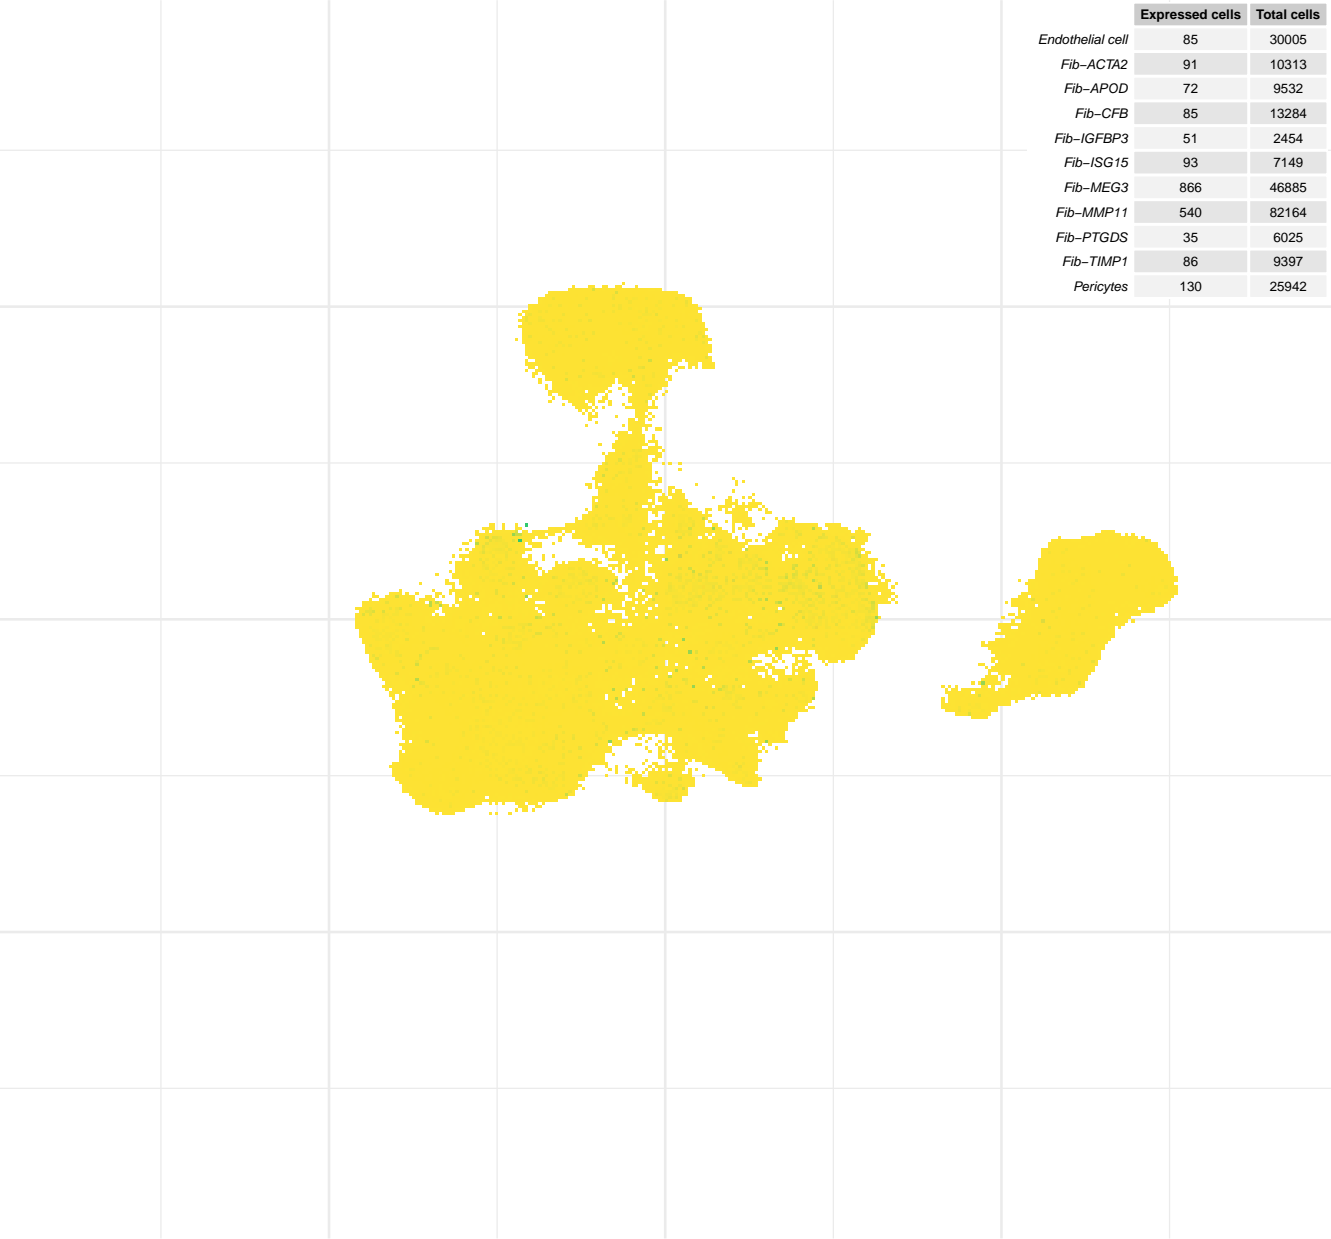 Expressed cells Total cells
Endothelial cell 85 30005
Fib−ACTA2 91 10313
Fib−APOD 72 9532
Fib−CFB 85 13284
Fib−IGFBP3 51 2454
Fib−ISG15 93 7149
Fib−MEG3 866 46885
Fib−MMP11 540 82164
Fib−PTGDS 35 6025
Fib−TIMP1 86 9397
Pericytes 130 25942